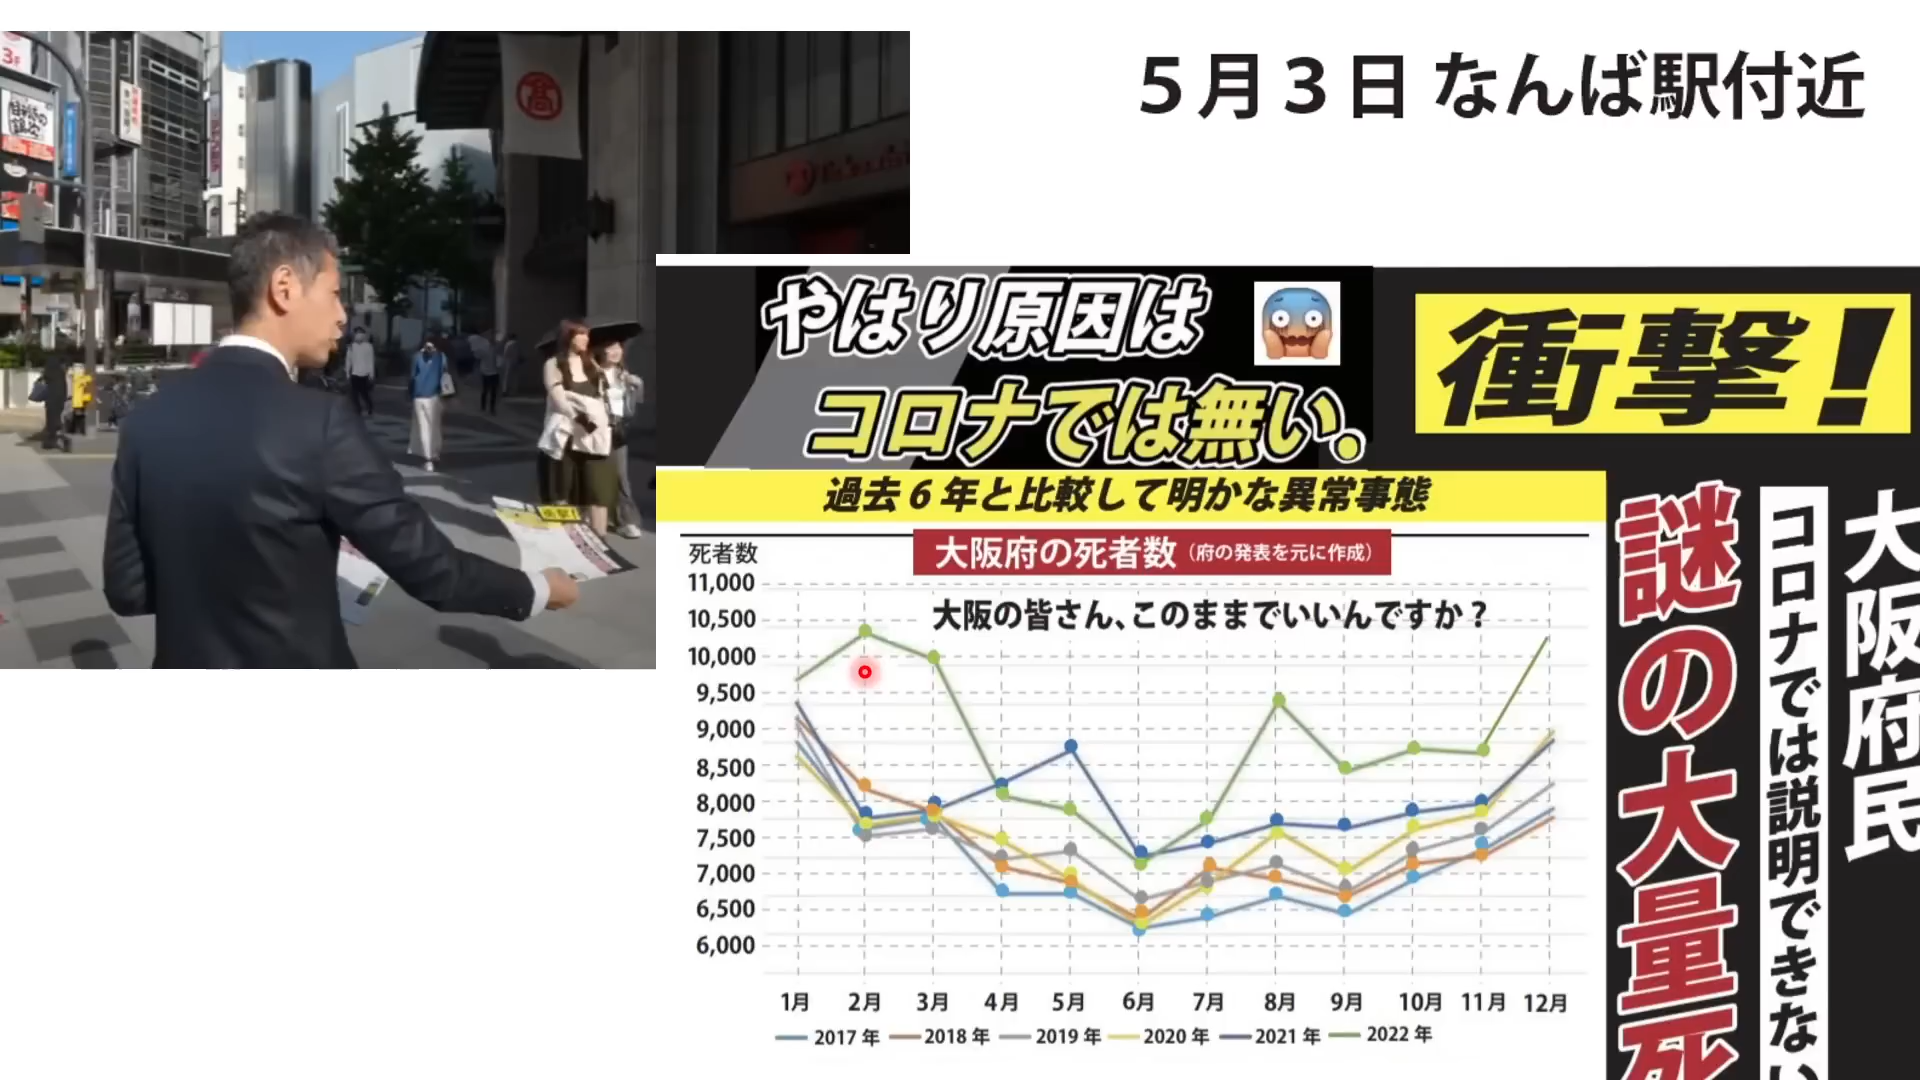 5月3日 なんば駅付近
3F
高
やはり原因は
コロナでは無い。
衝撃!
過去6年と比較して明かな異常事態
大阪府の死者数(府の発表を元に作成)
大阪の皆さん、このままでいいんですか?
死者数
11,000
10,500
10,000
9,500
9,000
8,500
8,000
7,500
7,000
6,500
6,000
1月 2月 3月 4月 5月 6月 7月 8月 9月 10月 11月 12月
2017年 2018年 2019年 2020年 2021年 2022年
大阪府民
コロナでは説明できない
謎の大量死
衝撃!